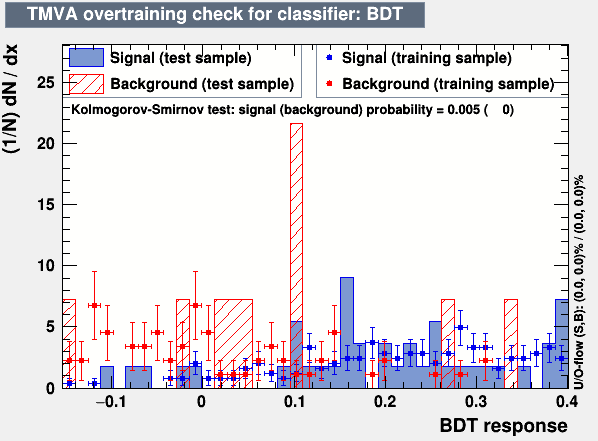 TMVA overtraining check for classifier: BDT
(1/N) dN / dx
Signal (test sample)
Signal (training sample)
Background (test sample)
Background (training sample)
Kolmogorov-Smirnov test: signal (background) probability = 0.005 ( 0)
25
20
15
10
5
0
−0.1 0 0.1 0.2 0.3 0.4
BDT response
U/O-flow (S,B): (0.0, 0.0)% / (0.0, 0.0)%